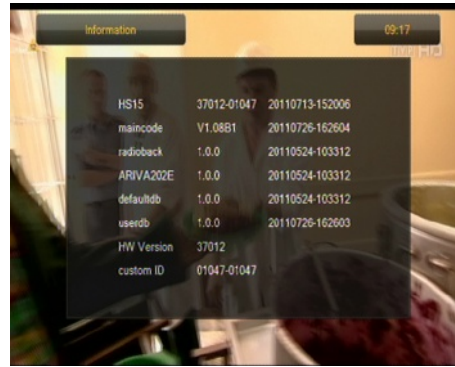 Information 09:17
HD
HS15 37012-01047 20110713-152006
maincode V1.08B1 20110726-162604
radioback 1.0.0 20110524-103312
ARIVA202E 1.0.0 20110524-103312
defaultdb 1.0.0 20110524-103312
userdb 1.0.0 20110726-162603
HW Version 37012
custom ID 01047-01047